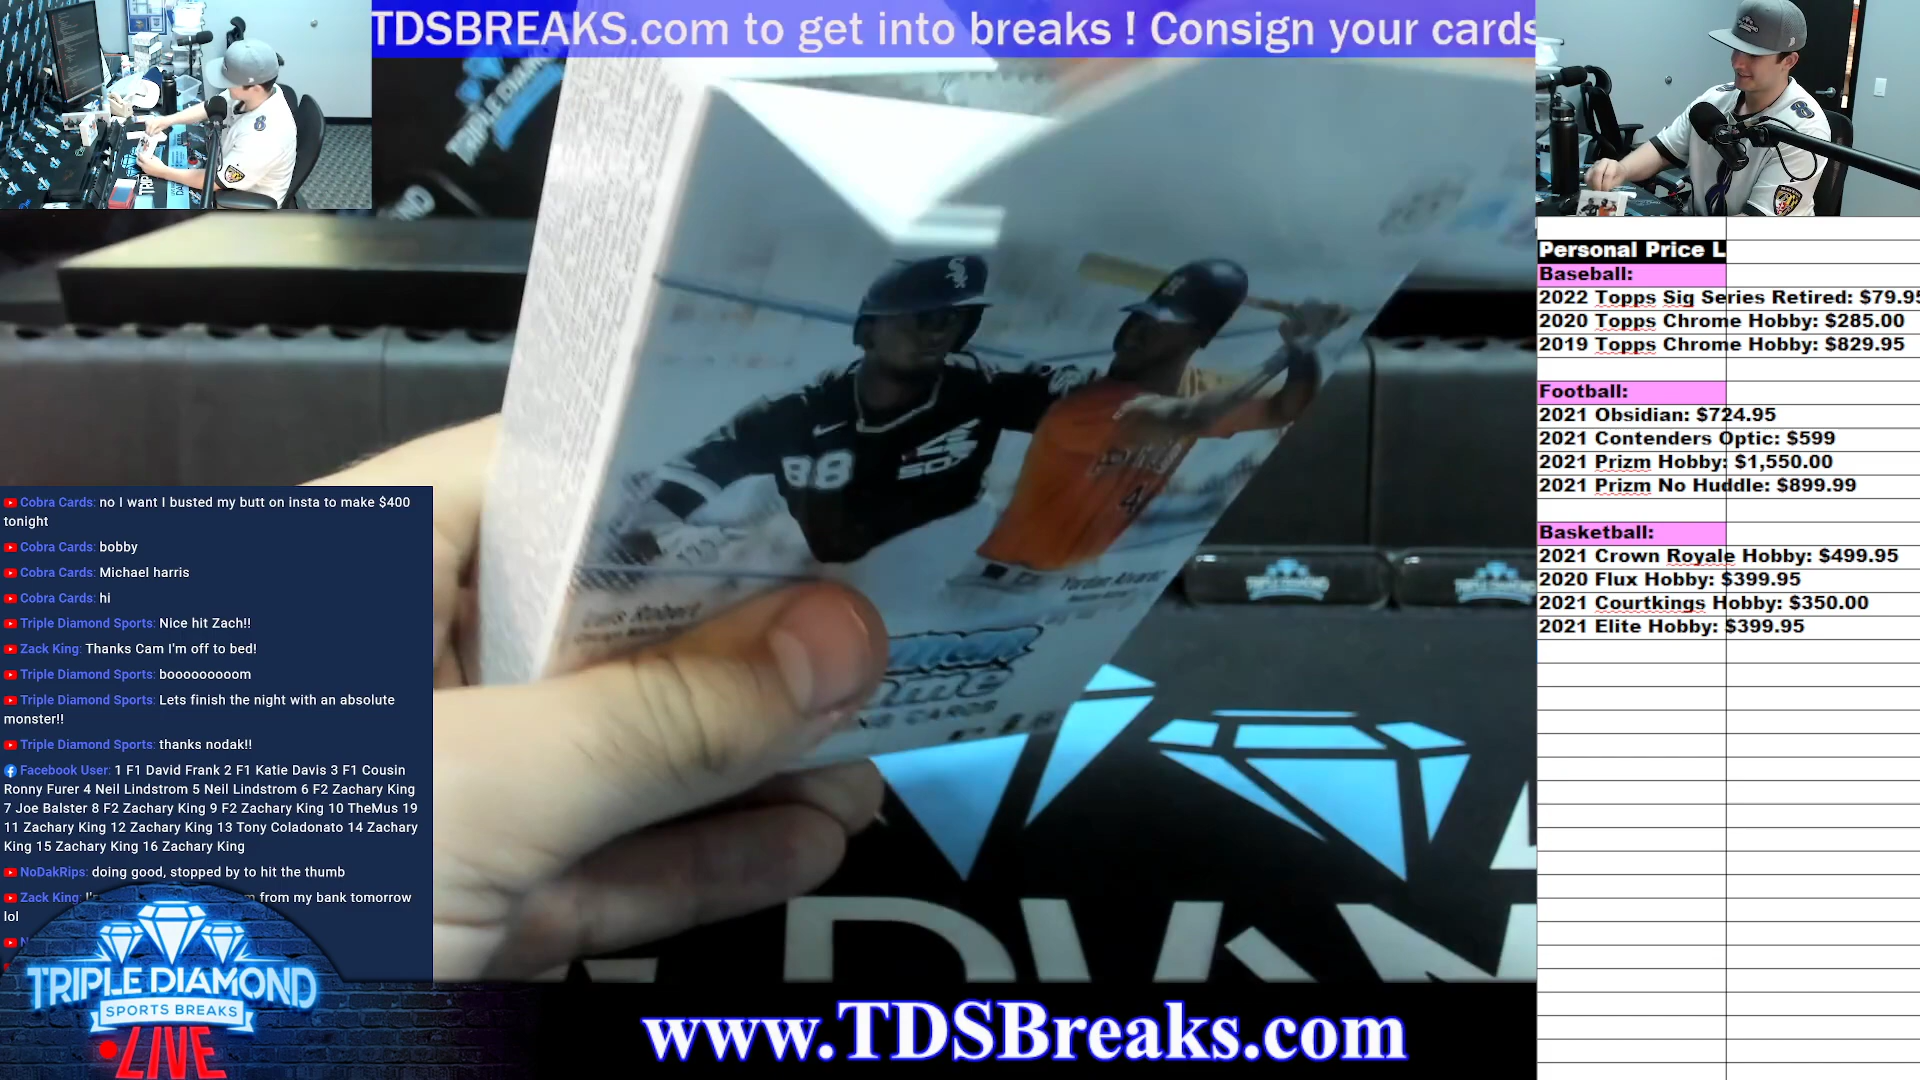 TDSBREAKS.com to get into breaks ! Consign your cards
TRIPLE DIAMOND
Personal Price L
Baseball:
2022 Topps Sig Series Retired: $79.95
2020 Topps Chrome Hobby: $285.00
2019 Topps Chrome Hobby: $829.95
Football:
2021 Obsidian: $724.95
2021 Contenders Optic: $599
2021 Prizm Hobby: $1,550.00
2021 Prizm No Huddle: $899.99
Basketball:
2021 Crown Royale Hobby: $499.95
2020 Flux Hobby: $399.95
2021 Courtkings Hobby: $350.00
2021 Elite Hobby: $399.95
88
SOX
Luis Robert
Yordan Alvarez
Cobra Cards: no I want I busted my butt on insta to make $400
tonight
Cobra Cards: bobby
Cobra Cards: Michael harris
Cobra Cards: hi
Triple Diamond Sports: Nice hit Zach!!
Zack King: Thanks Cam I'm off to bed!
Triple Diamond Sports: booooooooom
Triple Diamond Sports: Lets finish the night with an absolute
monster!!
Triple Diamond Sports: thanks nodak!!
Facebook User: 1 F1 David Frank 2 F1 Katie Davis 3 F1 Cousin
Ronny Furer 4 Neil Lindstrom 5 Neil Lindstrom 6 F2 Zachary King
7 Joe Balster 8 F2 Zachary King 9 F2 Zachary King 10 TheMus 19
11 Zachary King 12 Zachary King 13 Tony Coladonato 14 Zachary
King 15 Zachary King 16 Zachary King
NoDakRips: doing good, stopped by to hit the thumb
Zack King: from my bank tomorrow
lol
TRIPLE DIAMOND
SPORTS BREAKS
LIVE
www.TDSBreaks.com